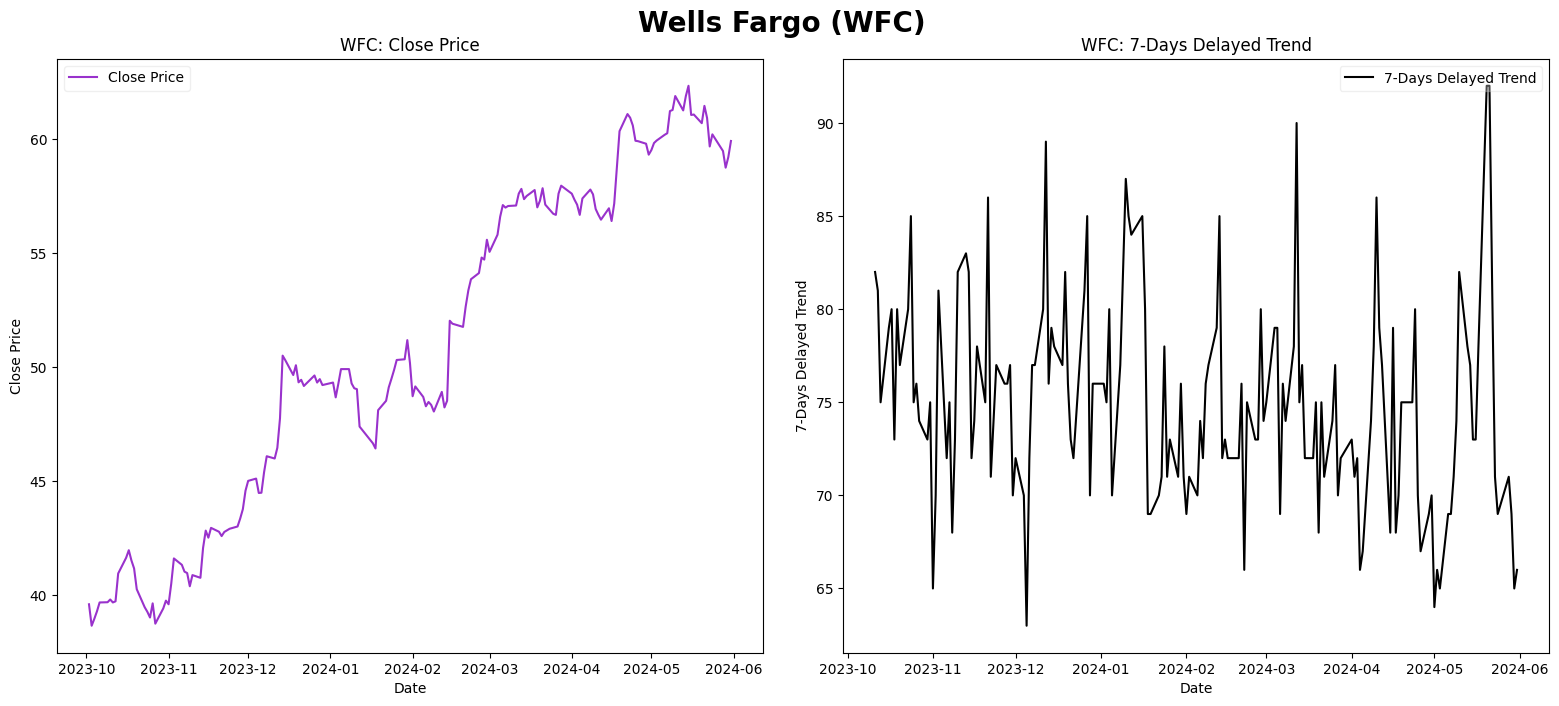 Wells Fargo (WFC)
WFC: Close Price
Close Price
Close Price
60
55
50
45
40
2023-10 2023-11 2023-12 2024-01 2024-02 2024-03 2024-04 2024-05 2024-06
Date
WFC: 7-Days Delayed Trend
7-Days Delayed Trend
7-Days Delayed Trend
90
85
80
75
70
65
2023-10 2023-11 2023-12 2024-01 2024-02 2024-03 2024-04 2024-05 2024-06
Date